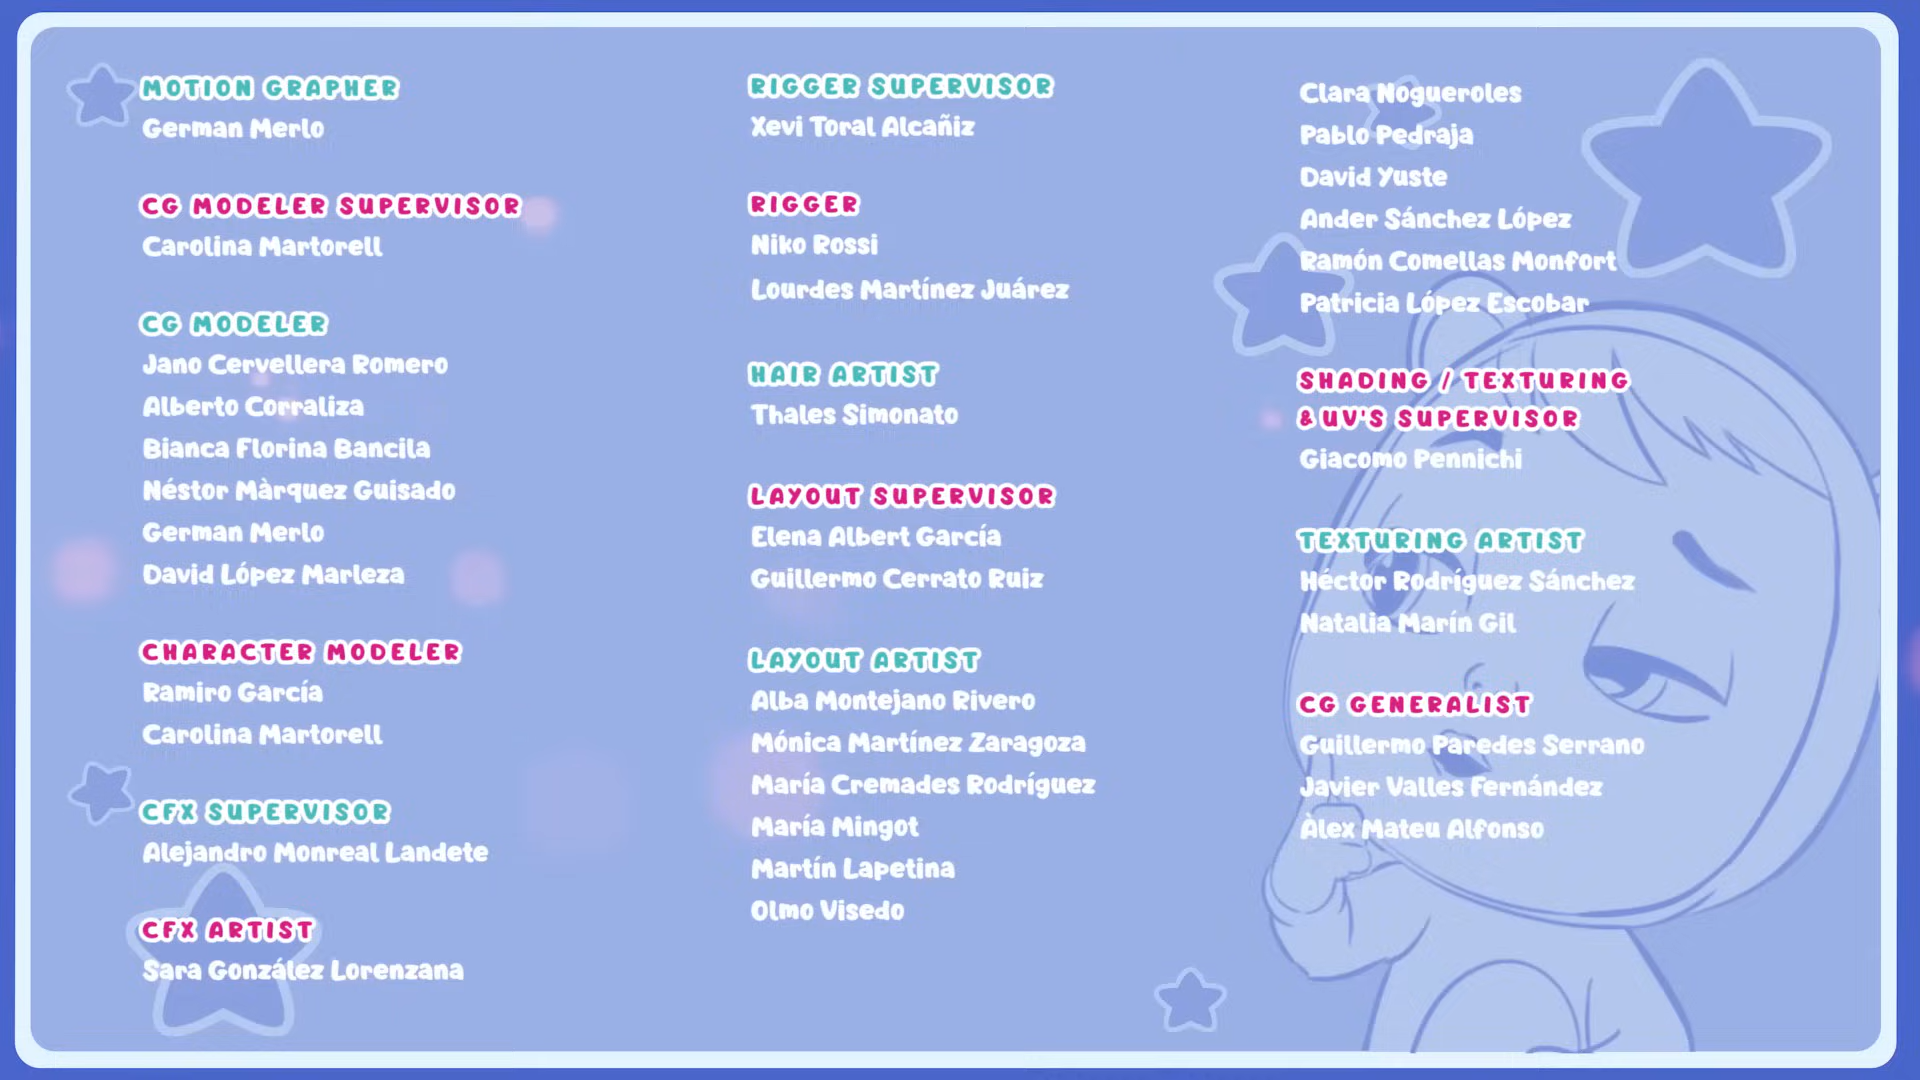 MOTION GRAPHER
German Merlo
CG MODELER SUPERVISOR
Carolina Martorell
CG MODELER
Jano Cervellera Romero
Alberto Corraliza
Bianca Florina Bancila
Néstor Màrquez Guisado
German Merlo
David López Marleza
CHARACTER MODELER
Ramiro García
Carolina Martorell
CFX SUPERVISOR
Alejandro Monreal Landete
CFX ARTIST
Sara González Lorenzana
RIGGER SUPERVISOR
Xevi Toral Alcañiz
RIGGER
Niko Rossi
Lourdes Martínez Juárez
HAIR ARTIST
Thales Simonato
LAYOUT SUPERVISOR
Elena Albert García
Guillermo Cerrato Ruiz
LAYOUT ARTIST
Alba Montejano Rivero
Mónica Martínez Zaragoza
María Cremades Rodríguez
María Mingot
Martín Lapetina
Olmo Visedo
Clara Nogueroles
Pablo Pedraja
David Yuste
Ander Sánchez López
Ramón Comellas Monfort
Patricia López Escobar
SHADING / TEXTURING
& UV'S SUPERVISOR
Giacomo Pennichi
TEXTURING ARTIST
Héctor Rodríguez Sánchez
Natalia Marín Gil
CG GENERALIST
Guillermo Paredes Serrano
Javier Valles Fernández
Àlex Mateu Alfonso